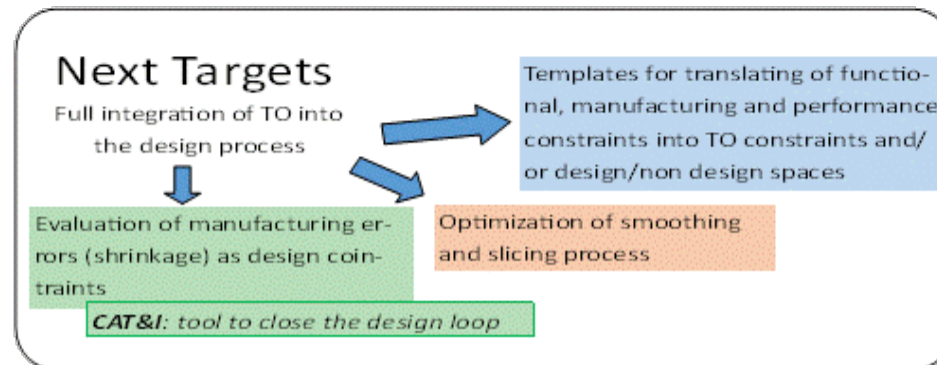 Next Targets
Full integration of TO into
the design process
Templates for translating of functio-
nal, manufacturing and performance
constraints into TO constraints and/
or design/non design spaces
Evaluation of manufacturing er-
rors (shrinkage) as design coin-
traints
Optimization of smoothing
and slicing process
CAT&I: tool to close the design loop